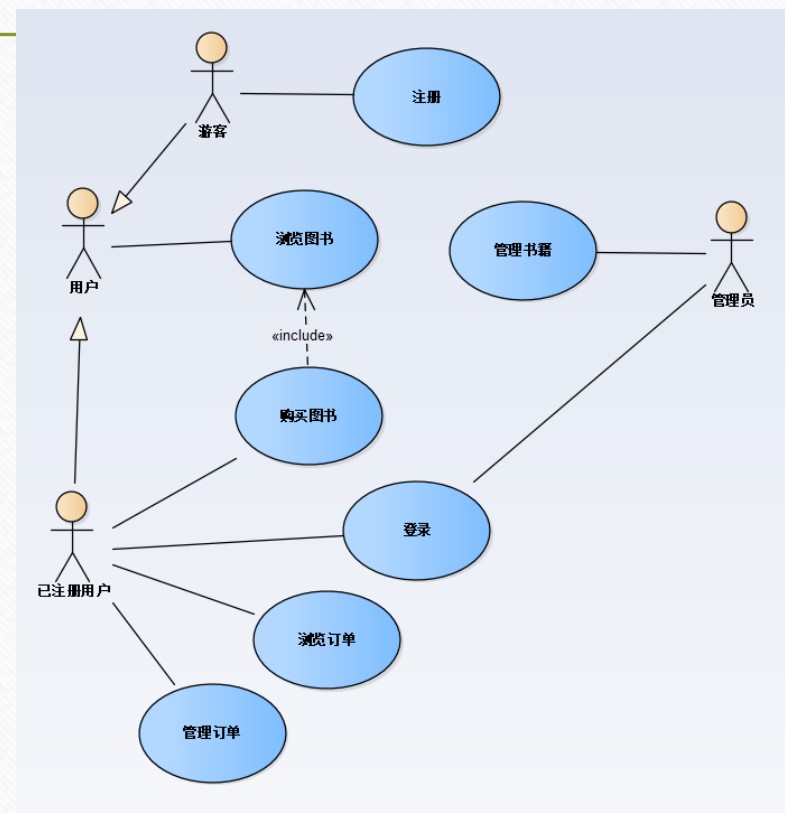 游客
注册
用户
浏览图书
管理书籍
管理员
«include»
购买图书
已注册用户
登录
浏览订单
管理订单